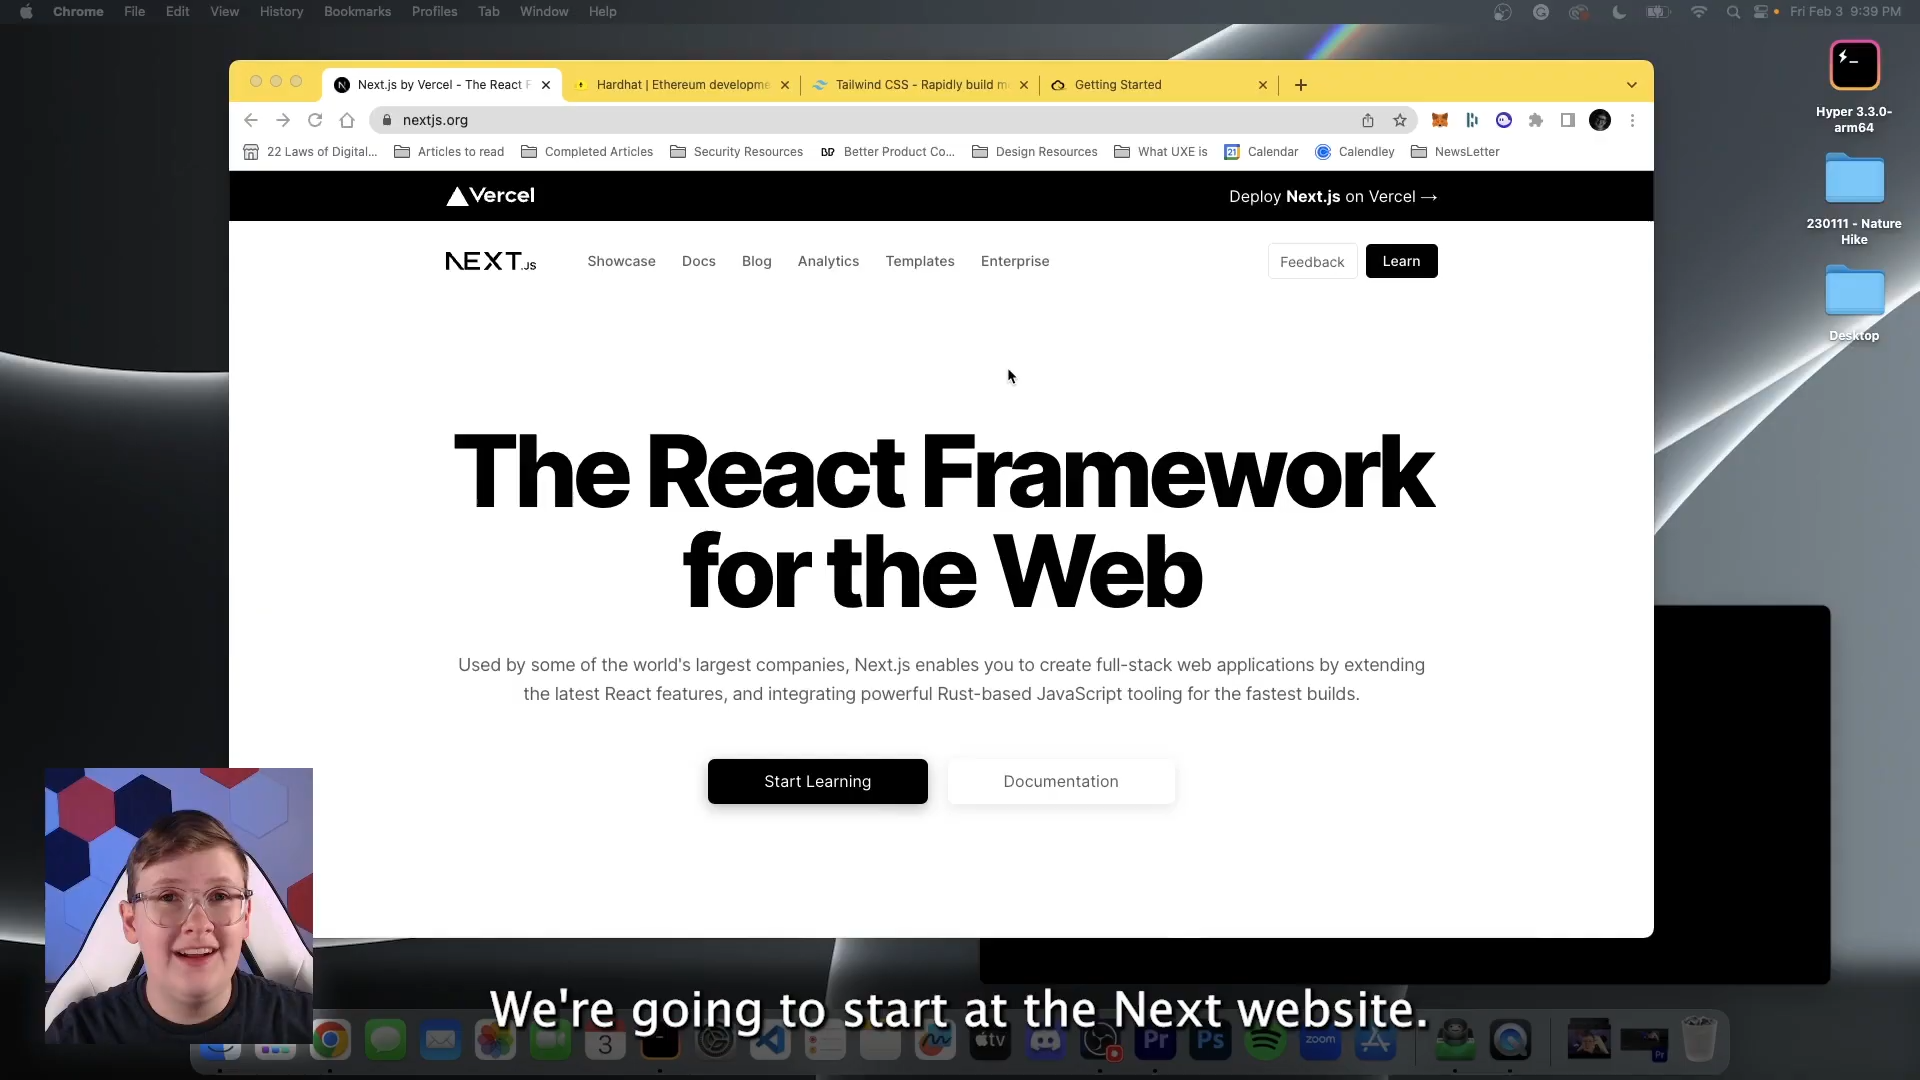 Chrome File Edit View History Bookmarks Profiles Tab Window Help
Fri Feb 3 9:39 PM
Next.js by Vercel - The React F
Hardhat | Ethereum developme
Tailwind CSS - Rapidly build m
Getting Started
nextjs.org
22 Laws of Digital... Articles to read Completed Articles Security Resources Better Product Co... Design Resources What UXE is Calendar Calendley NewsLetter
Vercel
Deploy Next.js on Vercel →
NEXT.JS Showcase Docs Blog Analytics Templates Enterprise Feedback Learn
The React Framework
for the Web
Used by some of the world's largest companies, Next.js enables you to create full-stack web applications by extending
the latest React features, and integrating powerful Rust-based JavaScript tooling for the fastest builds.
Start Learning Documentation
Hyper 3.3.0-
arm64
230111 - Nature
Hike
Desktop
We're going to start at the Next website.
3
tv
Pr
Ps
zoom